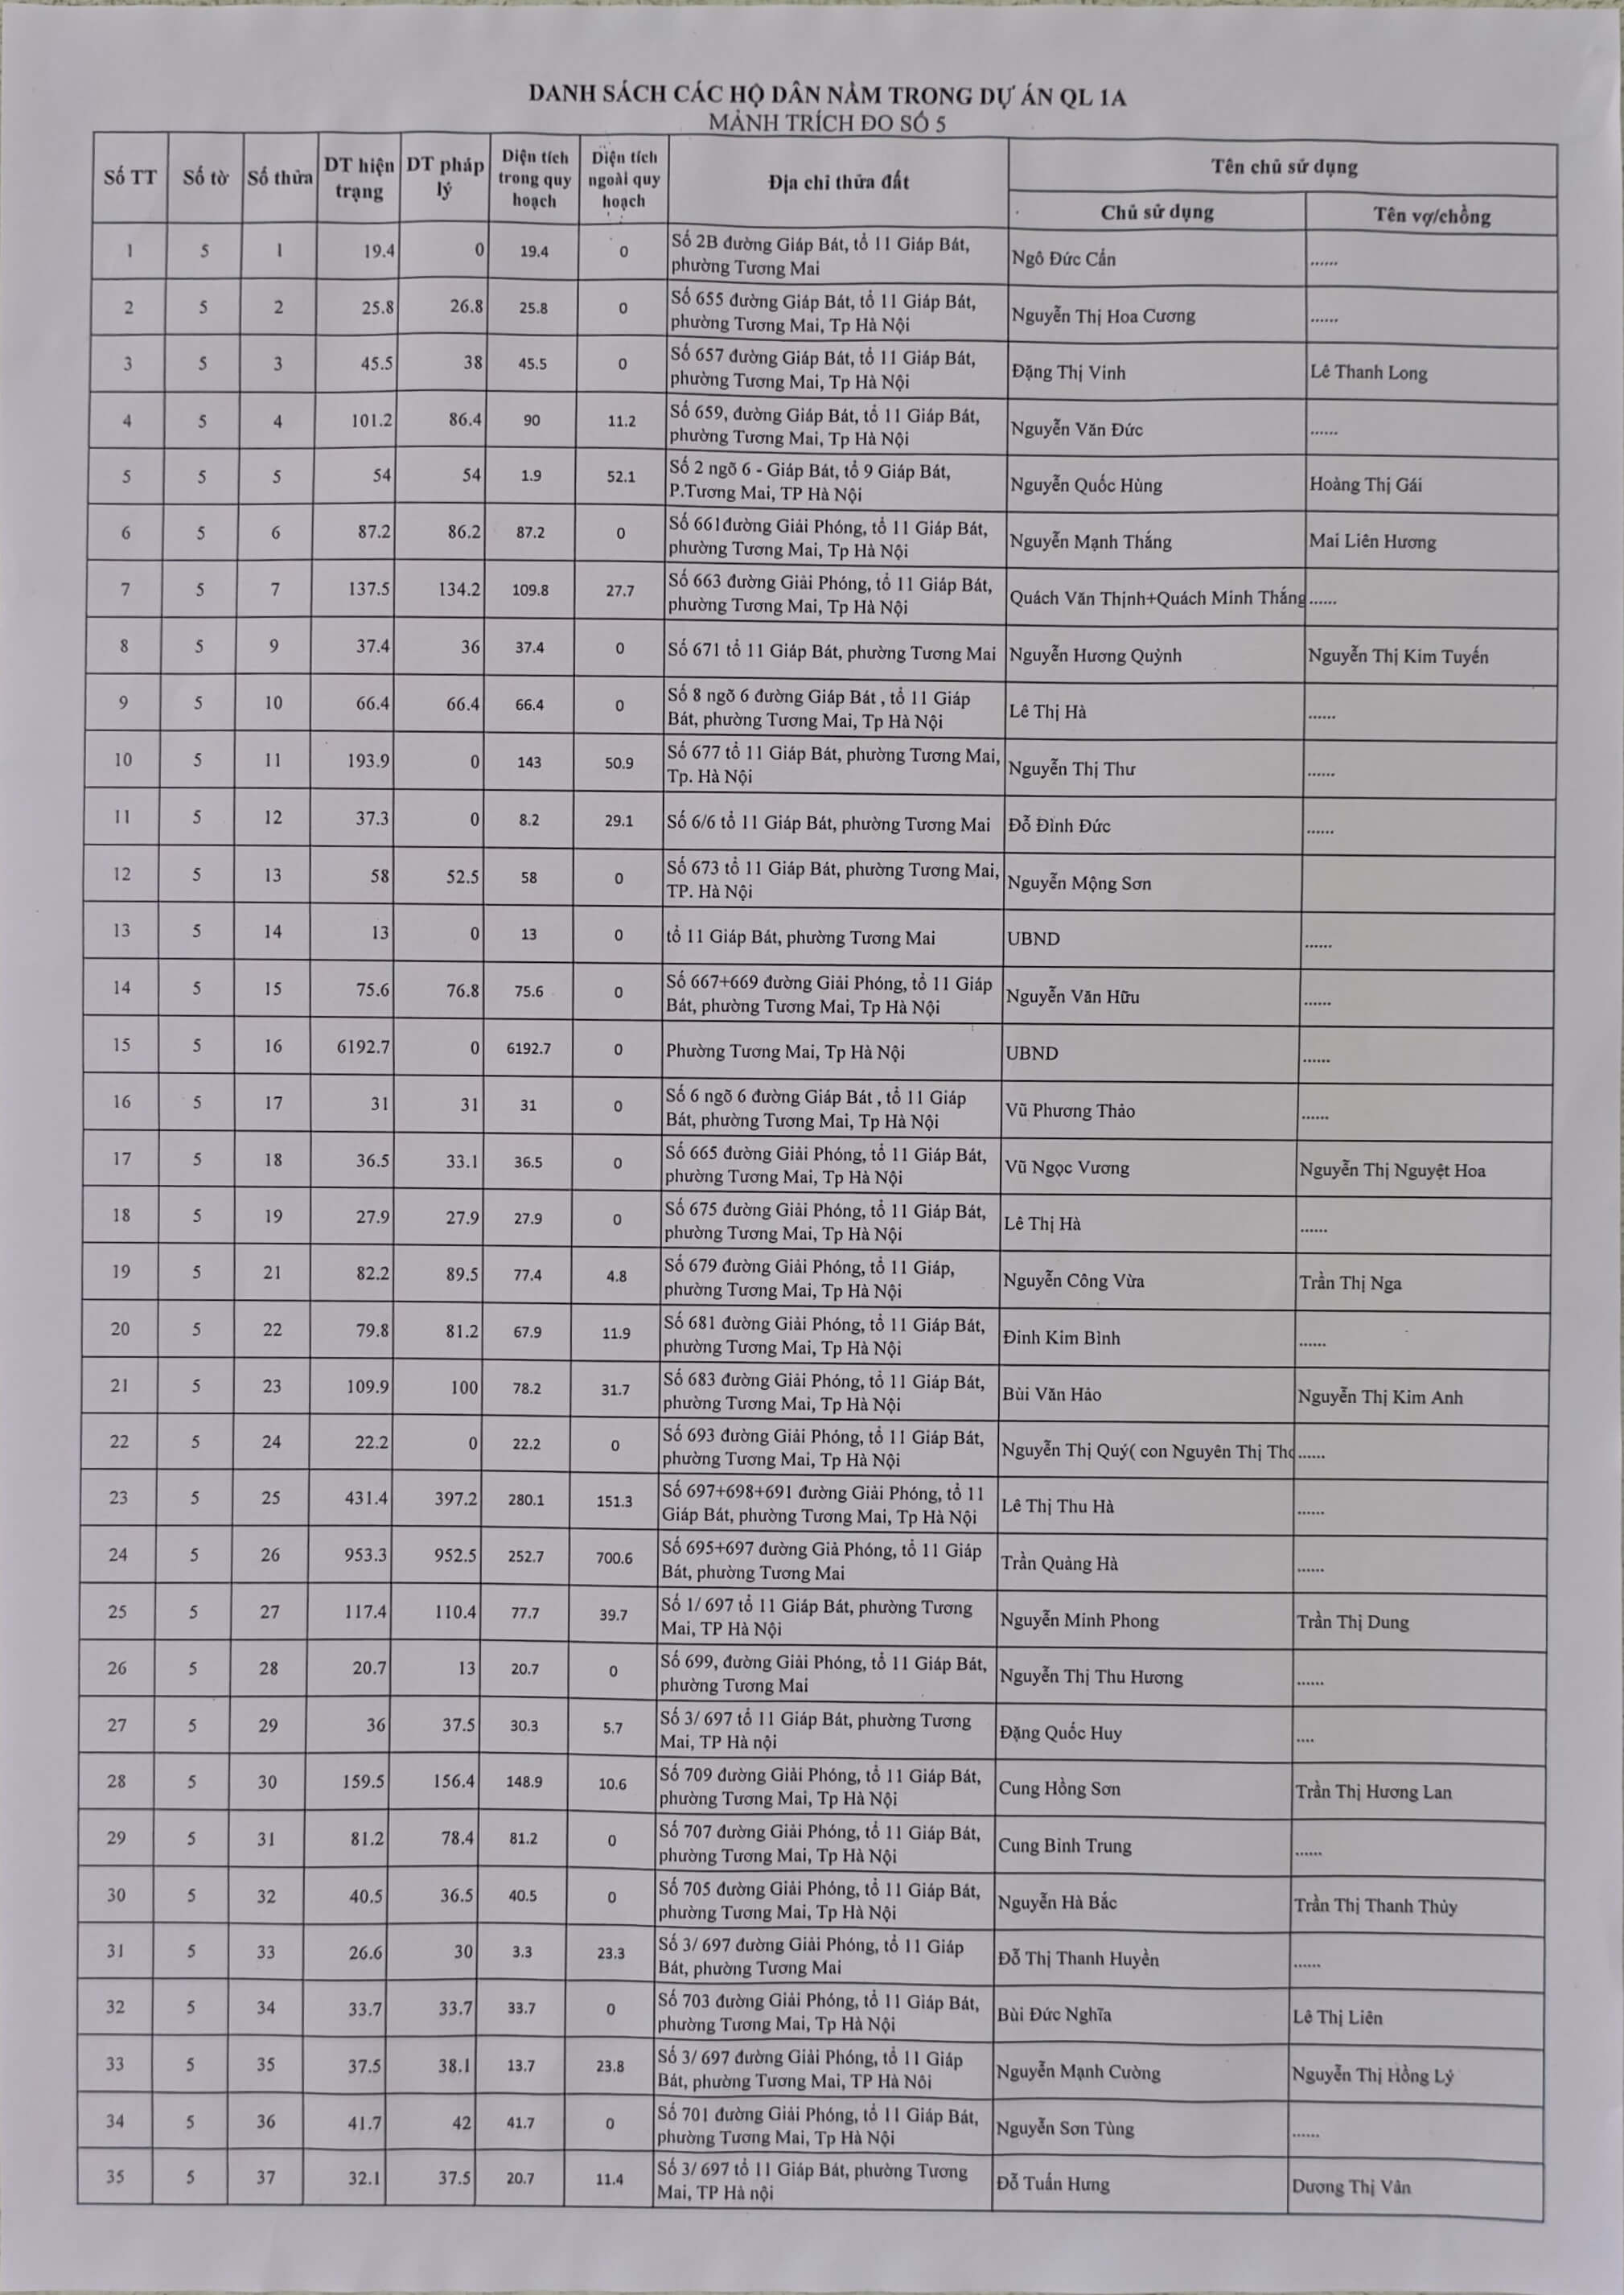 DANH SÁCH CÁC HỘ DÂN NẰM TRONG DỰ ÁN QL 1A
MẢNH TRÍCH ĐO SỐ 5
Số TT | Số tờ | Số thửa | DT hiện trạng | DT pháp lý | Diện tích trong quy hoạch | Diện tích ngoài quy hoạch | Địa chỉ thửa đất | Tên chủ sử dụng
Chủ sử dụng | Tên vợ/chồng
1 | 5 | 1 | 19.4 | 0 | 19.4 | 0 | Số 2B đường Giáp Bát, tổ 11 Giáp Bát, phường Tương Mai | Ngô Đức Cẩn | ......
2 | 5 | 2 | 25.8 | 26.8 | 25.8 | 0 | Số 655 đường Giáp Bát, tổ 11 Giáp Bát, phường Tương Mai, Tp Hà Nội | Nguyễn Thị Hoa Cương | ......
3 | 5 | 3 | 45.5 | 38 | 45.5 | 0 | Số 657 đường Giáp Bát, tổ 11 Giáp Bát, phường Tương Mai, Tp Hà Nội | Đặng Thị Vinh | Lê Thanh Long
4 | 5 | 4 | 101.2 | 86.4 | 90 | 11.2 | Số 659, đường Giáp Bát, tổ 11 Giáp Bát, phường Tương Mai, Tp Hà Nội | Nguyễn Văn Đức | ......
5 | 5 | 5 | 54 | 54 | 1.9 | 52.1 | Số 2 ngõ 6 - Giáp Bát, tổ 9 Giáp Bát, P.Tương Mai, TP Hà Nội | Nguyễn Quốc Hùng | Hoàng Thị Gái
6 | 5 | 6 | 87.2 | 86.2 | 87.2 | 0 | Số 661đường Giải Phóng, tổ 11 Giáp Bát, phường Tương Mai, Tp Hà Nội | Nguyễn Mạnh Thắng | Mai Liên Hương
7 | 5 | 7 | 137.5 | 134.2 | 109.8 | 27.7 | Số 663 đường Giải Phóng, tổ 11 Giáp Bát, phường Tương Mai, Tp Hà Nội | Quách Văn Thịnh+Quách Minh Thắng | ......
8 | 5 | 9 | 37.4 | 36 | 37.4 | 0 | Số 671 tổ 11 Giáp Bát, phường Tương Mai | Nguyễn Hương Quỳnh | Nguyễn Thị Kim Tuyến
9 | 5 | 10 | 66.4 | 66.4 | 66.4 | 0 | Số 8 ngõ 6 đường Giáp Bát , tổ 11 Giáp Bát, phường Tương Mai, Tp Hà Nội | Lê Thị Hà | ......
10 | 5 | 11 | 193.9 | 0 | 143 | 50.9 | Số 677 tổ 11 Giáp Bát, phường Tương Mai, Tp. Hà Nội | Nguyễn Thị Thư | ......
11 | 5 | 12 | 37.3 | 0 | 8.2 | 29.1 | Số 6/6 tổ 11 Giáp Bát, phường Tương Mai | Đỗ Đình Đức | ......
12 | 5 | 13 | 58 | 52.5 | 58 | 0 | Số 673 tổ 11 Giáp Bát, phường Tương Mai, TP. Hà Nội | Nguyễn Mộng Sơn
13 | 5 | 14 | 13 | 0 | 13 | 0 | tổ 11 Giáp Bát, phường Tương Mai | UBND | ......
14 | 5 | 15 | 75.6 | 76.8 | 75.6 | 0 | Số 667+669 đường Giải Phóng, tổ 11 Giáp Bát, phường Tương Mai, Tp Hà Nội | Nguyễn Văn Hữu | ......
15 | 5 | 16 | 6192.7 | 0 | 6192.7 | 0 | Phường Tương Mai, Tp Hà Nội | UBND | ......
16 | 5 | 17 | 31 | 31 | 31 | 0 | Số 6 ngõ 6 đường Giáp Bát , tổ 11 Giáp Bát, phường Tương Mai, Tp Hà Nội | Vũ Phương Thảo | ......
17 | 5 | 18 | 36.5 | 33.1 | 36.5 | 0 | Số 665 đường Giải Phóng, tổ 11 Giáp Bát, phường Tương Mai, Tp Hà Nội | Vũ Ngọc Vương | Nguyễn Thị Nguyệt Hoa
18 | 5 | 19 | 27.9 | 27.9 | 27.9 | 0 | Số 675 đường Giải Phóng, tổ 11 Giáp Bát, phường Tương Mai, Tp Hà Nội | Lê Thị Hà | ......
19 | 5 | 21 | 82.2 | 89.5 | 77.4 | 4.8 | Số 679 đường Giải Phóng, tổ 11 Giáp, phường Tương Mai, Tp Hà Nội | Nguyễn Công Vừa | Trần Thị Nga
20 | 5 | 22 | 79.8 | 81.2 | 67.9 | 11.9 | Số 681 đường Giải Phóng, tổ 11 Giáp Bát, phường Tương Mai, Tp Hà Nội | Đinh Kim Bình | ......
21 | 5 | 23 | 109.9 | 100 | 78.2 | 31.7 | Số 683 đường Giải Phóng, tổ 11 Giáp Bát, phường Tương Mai, Tp Hà Nội | Bùi Văn Hảo | Nguyễn Thị Kim Anh
22 | 5 | 24 | 22.2 | 0 | 22.2 | 0 | Số 693 đường Giải Phóng, tổ 11 Giáp Bát, phường Tương Mai, Tp Hà Nội | Nguyễn Thị Quý( con Nguyên Thị | ......
23 | 5 | 25 | 431.4 | 397.2 | 280.1 | 151.3 | Số 697+698+691 đường Giải Phóng, tổ 11 Giáp Bát, phường Tương Mai, Tp Hà Nội | Lê Thị Thu Hà | ......
24 | 5 | 26 | 953.3 | 952.5 | 252.7 | 700.6 | Số 695+697 đường Giả Phóng, tổ 11 Giáp Bát, phường Tương Mai | Trần Quảng Hà | ......
25 | 5 | 27 | 117.4 | 110.4 | 77.7 | 39.7 | Số 1/ 697 tổ 11 Giáp Bát, phường Tương Mai, TP Hà Nội | Nguyễn Minh Phong | Trần Thị Dung
26 | 5 | 28 | 20.7 | 13 | 20.7 | 0 | Số 699, đường Giải Phóng, tổ 11 Giáp Bát, phường Tương Mai | Nguyễn Thị Thu Hương | ......
27 | 5 | 29 | 36 | 37.5 | 30.3 | 5.7 | Số 3/ 697 tổ 11 Giáp Bát, phường Tương Mai, TP Hà nội | Đặng Quốc Huy | ....
28 | 5 | 30 | 159.5 | 156.4 | 148.9 | 10.6 | Số 709 đường Giải Phóng, tổ 11 Giáp Bát, phường Tương Mai, Tp Hà Nội | Cung Hồng Sơn | Trần Thị Hương Lan
29 | 5 | 31 | 81.2 | 78.4 | 81.2 | 0 | Số 707 đường Giải Phóng, tổ 11 Giáp Bát, phường Tương Mai, Tp Hà Nội | Cung Bỉnh Trung | ......
30 | 5 | 32 | 40.5 | 36.5 | 40.5 | 0 | Số 705 đường Giải Phóng, tổ 11 Giáp Bát, phường Tương Mai, Tp Hà Nội | Nguyễn Hà Bắc | Trần Thị Thanh Thủy
31 | 5 | 33 | 26.6 | 30 | 3.3 | 23.3 | Số 3/ 697 đường Giải Phóng, tổ 11 Giáp Bát, phường Tương Mai | Đỗ Thị Thanh Huyền | ......
32 | 5 | 34 | 33.7 | 33.7 | 33.7 | 0 | Số 703 đường Giải Phóng, tổ 11 Giáp Bát, phường Tương Mai, Tp Hà Nội | Bùi Đức Nghĩa | Lê Thị Liên
33 | 5 | 35 | 37.5 | 38.1 | 13.7 | 23.8 | Số 3/ 697 đường Giải Phóng, tổ 11 Giáp Bát, phường Tương Mai, TP Hà Nôi | Nguyễn Mạnh Cường | Nguyễn Thị Hồng Lý
34 | 5 | 36 | 41.7 | 42 | 41.7 | 0 | Số 701 đường Giải Phóng, tổ 11 Giáp Bát, phường Tương Mai, Tp Hà Nội | Nguyễn Sơn Tùng | ......
35 | 5 | 37 | 32.1 | 37.5 | 20.7 | 11.4 | Số 3/ 697 tổ 11 Giáp Bát, phường Tương Mai, TP Hà nội | Đỗ Tuấn Hưng | Dương Thị Vân